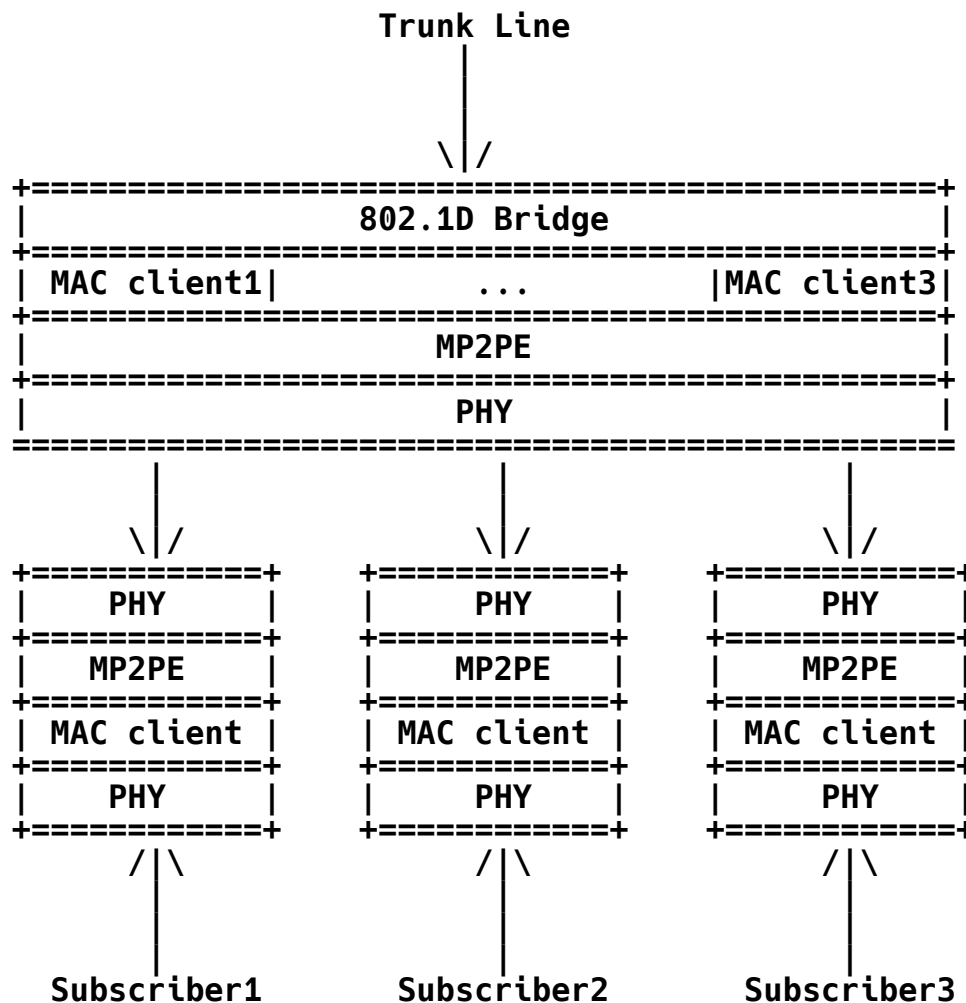 Trunk Line
802.1D Bridge
MAC client1| ... |MAC client3
MP2PE
PHY
PHY PHY PHY
MP2PE MP2PE MP2PE
MAC client MAC client MAC client
PHY PHY PHY
Subscriber1 Subscriber2 Subscriber3